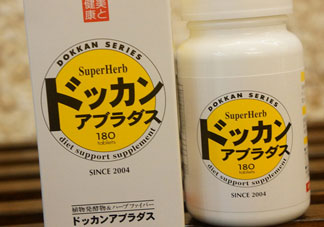 美と
健康
DOKKAN SERIES
SuperHerb
ドッカン
アブラダス
180
tablets
diet support supplement
SINCE 2004
植物発酵物&ハーブファイバー
ドッカンアブラダス
DOKKAN SERIES
SuperHerb
ドッカン
アブラダス
180
tablets
diet support supplement
SINCE 2004